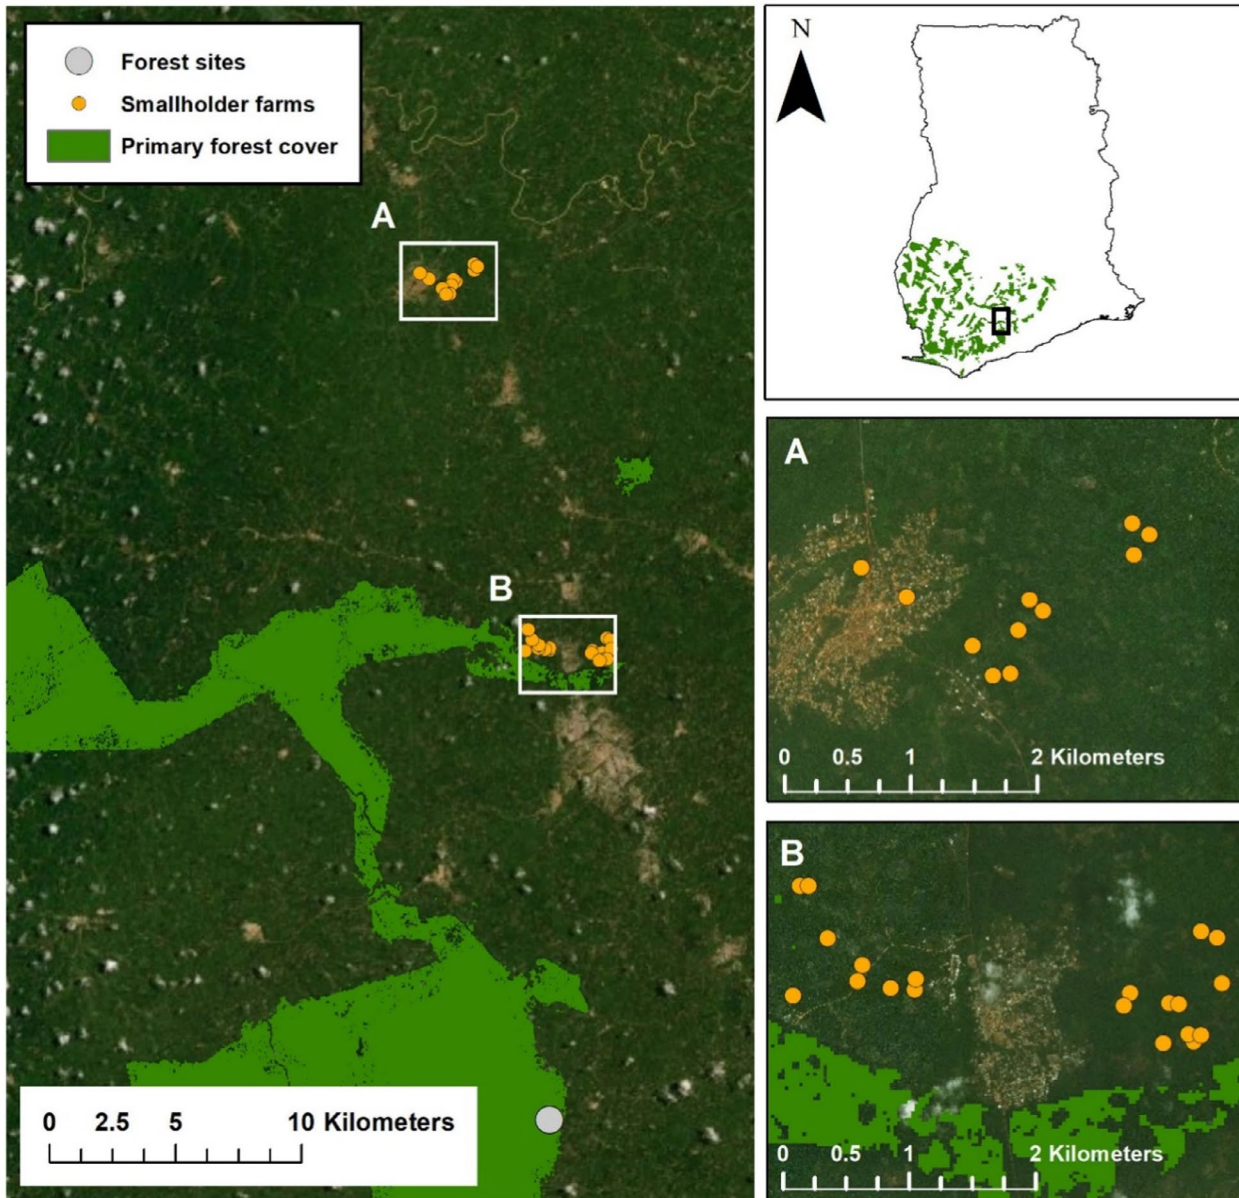 Forest sites
Smallholder farms
Primary forest cover
A
B
0 2.5 5 10 Kilometers
N
A
0 0.5 1 2 Kilometers
B
0 0.5 1 2 Kilometers